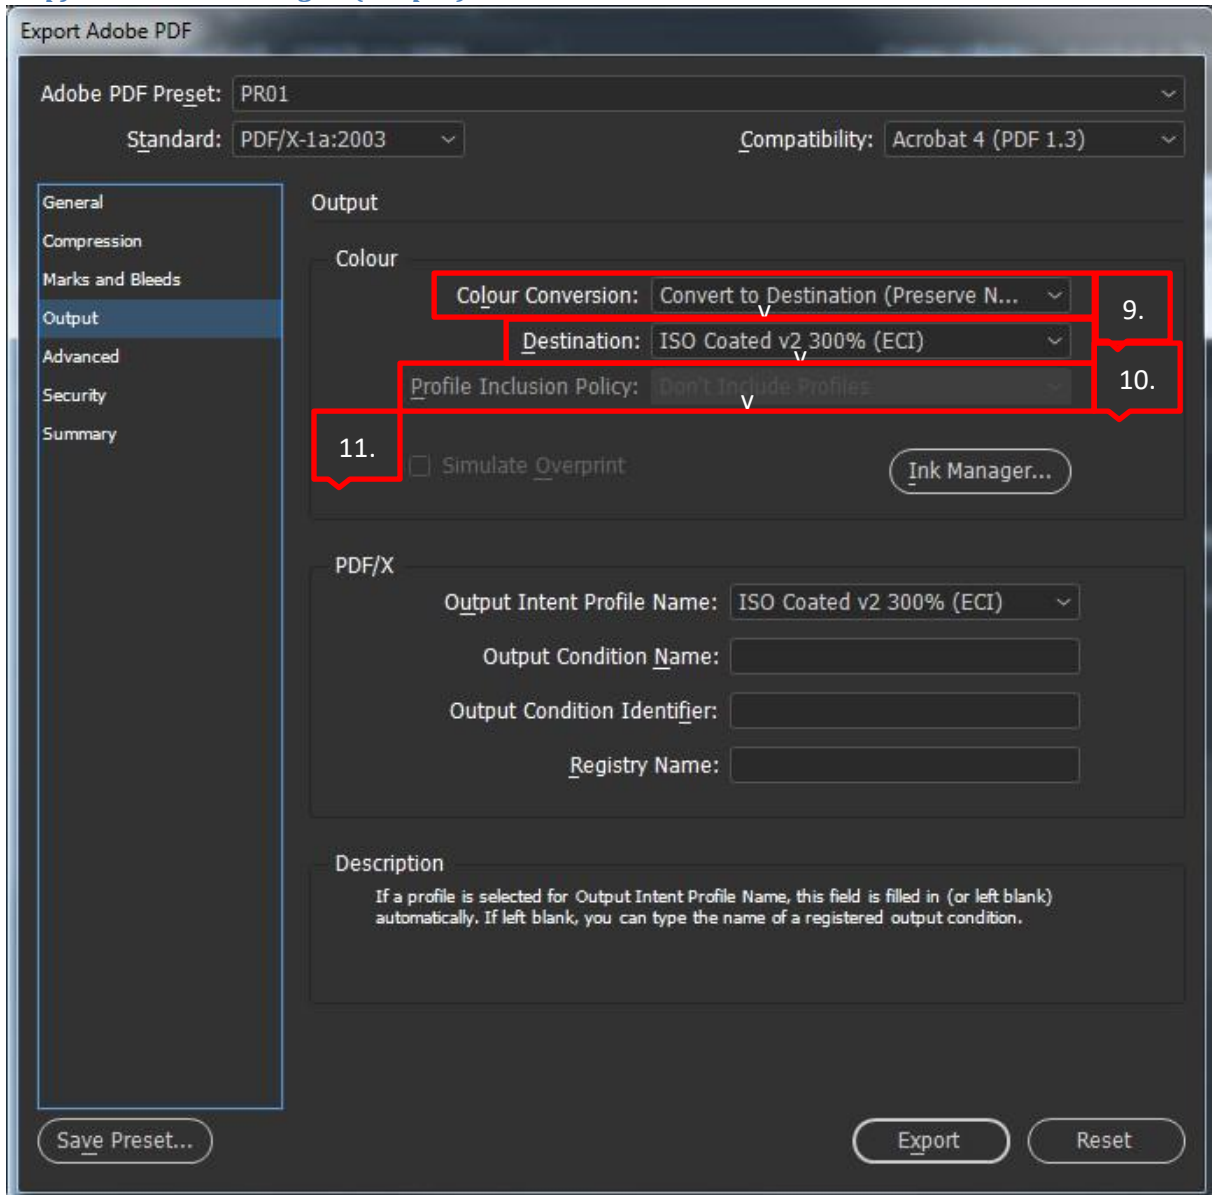 Export Adobe PDF
Adobe PDF Preset: PR01
Standard: PDF/X-1a:2003 Compatibility: Acrobat 4 (PDF 1.3)
General
Compression
Marks and Bleeds
Output
Advanced
Security
Summary
Output
Colour
Colour Conversion: Convert to Destination (Preserve N...
9.
v
Destination: ISO Coated v2 300% (ECI)
v
10.
Profile Inclusion Policy: Don't Include Profiles
v
11.
Simulate Overprint
Ink Manager...
PDF/X
Output Intent Profile Name: ISO Coated v2 300% (ECI)
Output Condition Name:
Output Condition Identifier:
Registry Name:
Description
If a profile is selected for Output Intent Profile Name, this field is filled in (or left blank)
automatically. If left blank, you can type the name of a registered output condition.
Save Preset...
Export
Reset